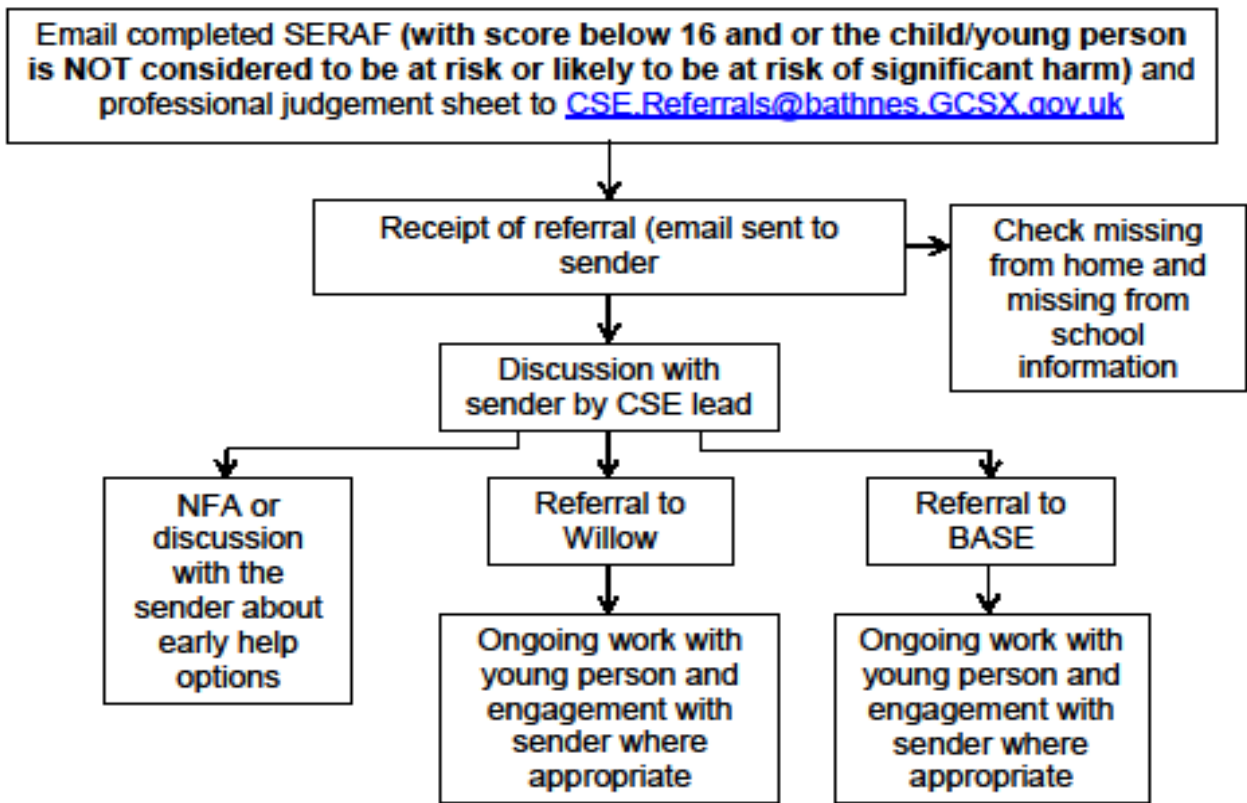 Email completed SERAF (with score below 16 and or the child/young person
is NOT considered to be at risk or likely to be at risk of significant harm) and
professional judgement sheet to CSE.Referrals@bathnes.GCSX.gov.uk
Receipt of referral (email sent to
sender
Check missing
from home and
missing from
school
information
Discussion with
sender by CSE lead
NFA or
discussion
with the
sender about
early help
options
Referral to
Willow
Referral to
BASE
Ongoing work with
young person and
engagement with
sender where
appropriate
Ongoing work with
young person and
engagement with
sender where
appropriate